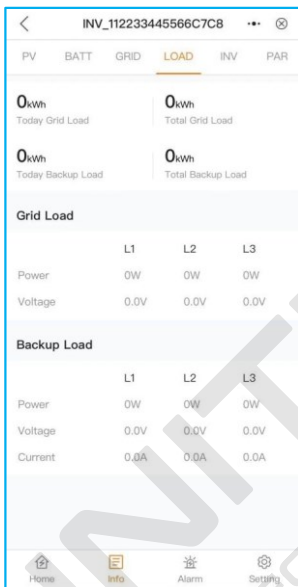 INV_112233445566C7C8
PV BATT GRID LOAD INV PAR
0kWh 0kWh
Today Grid Load Total Grid Load
0kWh 0kWh
Today Backup Load Total Backup Load
Grid Load
L1 L2 L3
Power 0W 0W 0W
Voltage 0.0V 0.0V 0.0V
Backup Load
L1 L2 L3
Power 0W 0W 0W
Voltage 0.0V 0.0V 0.0V
Current 0.0A 0.0A 0.0A
Home Info Alarm Setting